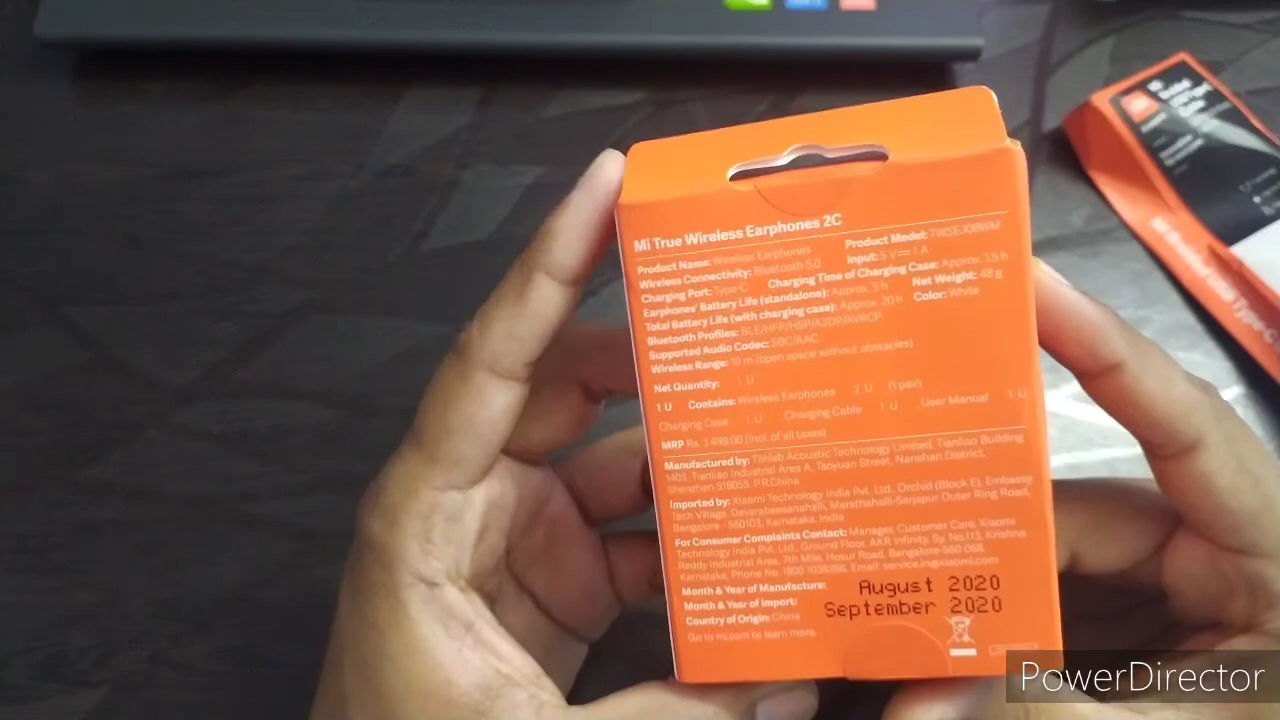 Mi True Wireless Earphones 2C
Product Name: Wireless Earphones Product Model: TWSEJ08WM
Wireless Connectivity: Bluetooth 5.0 Input: 5 V⎓1 A
Charging Port: Type-C Charging Time of Charging Case: Approx. 1.5 h
Earphones' Battery Life (standalone): Approx. 5 h Net Weight: 48 g
Total Battery Life (with charging case): Approx. 20 h Color: White
Bluetooth Profiles: BLE/HFP/HSP/A2DP/AVRCP
Supported Audio Codec: SBC/AAC
Wireless Range: 10 m (open space without obstacles)
Net Quantity: 1 U
1 U Contains: Wireless Earphones 2 U (1 pair)
Charging Case 1 U Charging Cable 1 U User Manual 1 U
MRP Rs. 3 499.00 (incl. of all taxes)
Manufactured by: Tiinlab Acoustic Technology Limited, Tianliao Building
1403, Tianliao Industrial Area A, Taoyuan Street, Nanshan District,
Shenzhen 518055, P.R.China
Imported by: Xiaomi Technology India Pvt. Ltd., Orchid (Block E), Embassy
Tech Village, Devarabeesanahalli, Marathahalli-Sarjapur Outer Ring Road,
Bangalore - 560103, Karnataka, India
For Consumer Complaints Contact: Manager, Customer Care, Xiaomi
Technology India Pvt. Ltd., Ground Floor, AKR Infinity, Sy. No.113, Krishna
Reddy Industrial Area, 7th Mile, Hosur Road, Bangalore-560 068,
Karnataka, Phone No. 1800 1036286, Email: service.in@xiaomi.com
Month & Year of Manufacture: August 2020
Month & Year of Import: September 2020
Country of Origin: China
Go to mi.com to learn more.
PowerDirector